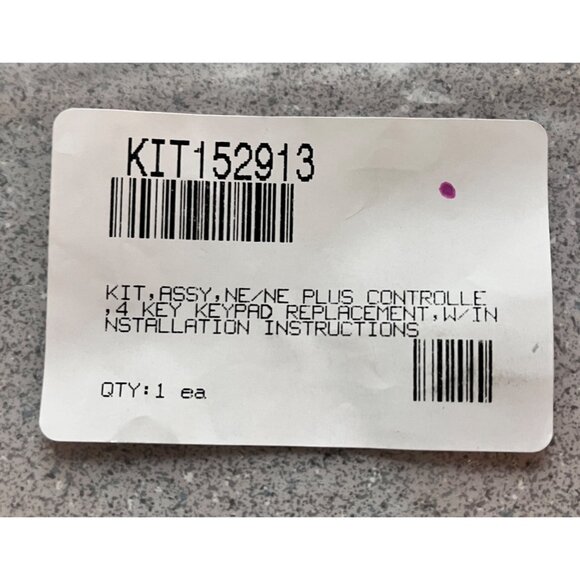 KIT152913
KIT,ASSY,NE/NE PLUS CONTROLLE
,4 KEY KEYPAD REPLACEMENT,W/IN
NSTALLATION INSTRUCTIONS
QTY:1 ea